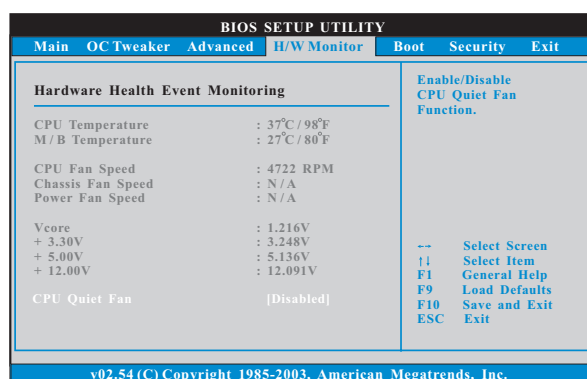 BIOS SETUP UTILITY
Main OC Tweaker Advanced H/W Monitor Boot Security Exit
Hardware Health Event Monitoring
CPU Temperature : 37°C / 98°F
M / B Temperature : 27°C / 80°F
CPU Fan Speed : 4722 RPM
Chassis Fan Speed : N / A
Power Fan Speed : N / A
Vcore : 1.216V
+ 3.30V : 3.248V
+ 5.00V : 5.136V
+ 12.00V : 12.091V
CPU Quiet Fan [Disabled]
Enable/Disable
CPU Quiet Fan
Function.
←→ Select Screen
↑↓ Select Item
F1 General Help
F9 Load Defaults
F10 Save and Exit
ESC Exit
v02.54 (C) Copyright 1985-2003, American Megatrends, Inc.